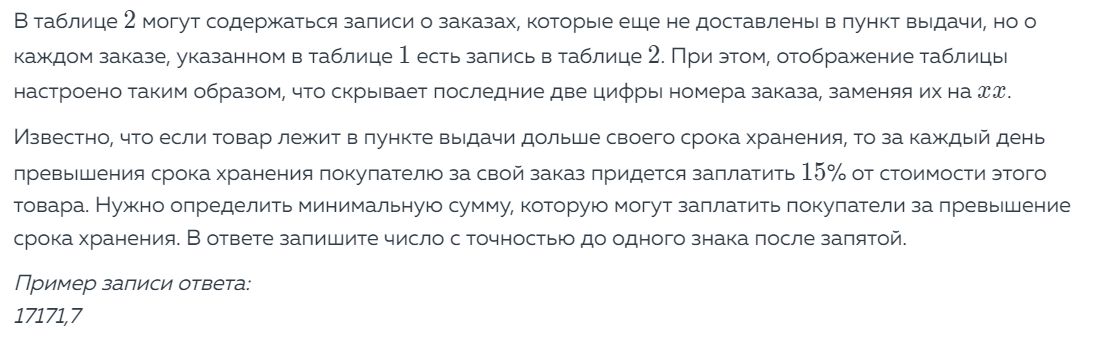 В таблице 2 могут содержаться записи о заказах, которые еще не доставлены в пункт выдачи, но о
каждом заказе, указанном в таблице 1 есть запись в таблице 2. При этом, отображение таблицы
настроено таким образом, что скрывает последние две цифры номера заказа, заменяя их на xx.
Известно, что если товар лежит в пункте выдачи дольше своего срока хранения, то за каждый день
превышения срока хранения покупателю за свой заказ придется заплатить 15% от стоимости этого
товара. Нужно определить минимальную сумму, которую могут заплатить покупатели за превышение
срока хранения. В ответе запишите число с точностью до одного знака после запятой.
Пример записи ответа:
17171,7